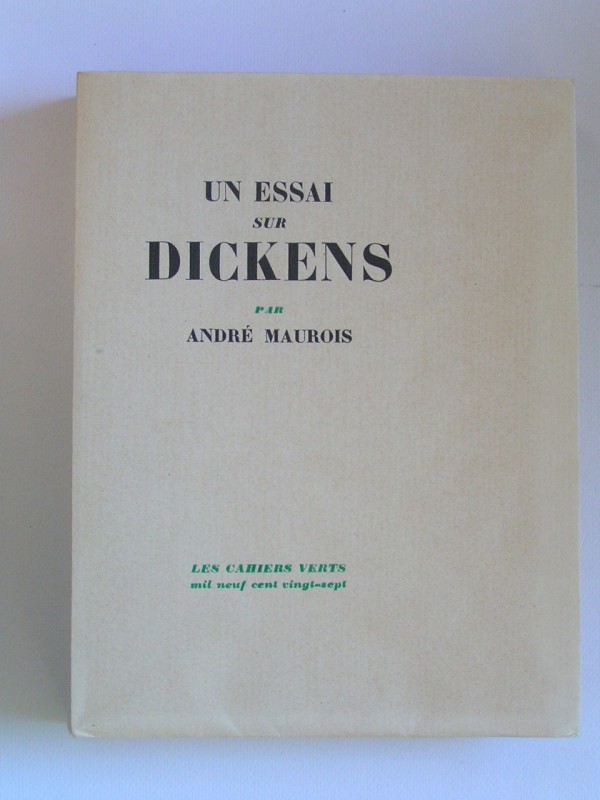 UN ESSAI
SUR
DICKENS
PAR
ANDRÉ MAUROIS
LES CAHIERS VERTS
mil neuf cent vingt-sept